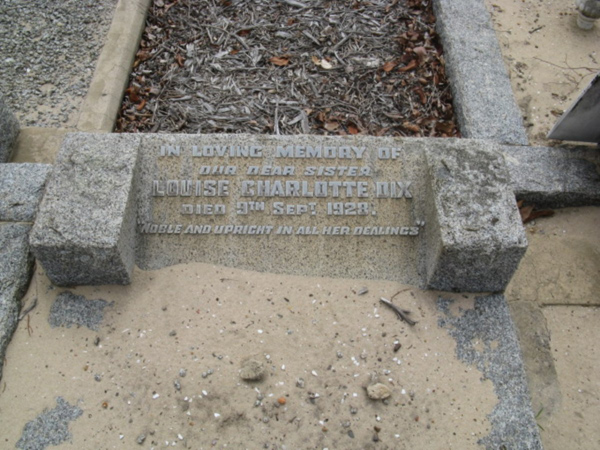 IN LOVING MEMORY OF
OUR DEAR SISTER
LOUISE CHARLOTTE DIX
DIED 9TH SEPT 1928.
"NOBLE AND UPRIGHT IN ALL HER DEALINGS"